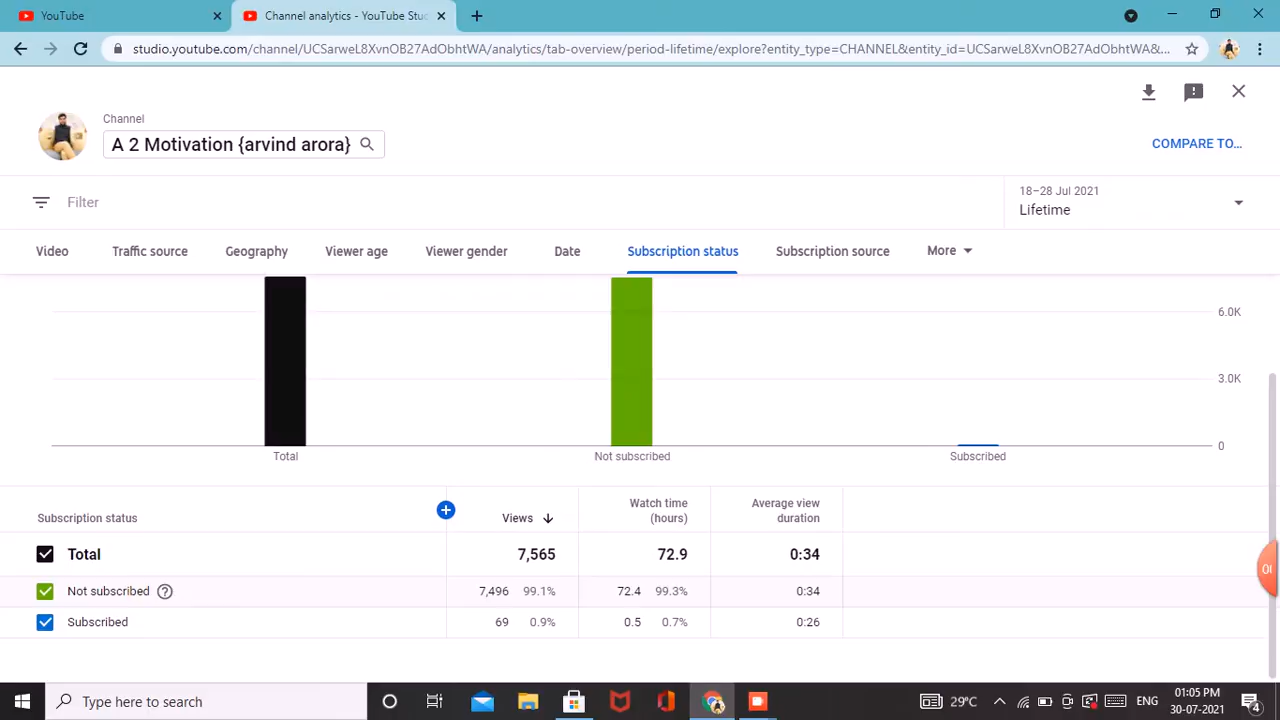 YouTube
Channel analytics - YouTube Stud
studio.youtube.com/channel/UCSarweL8XvnOB27AdObhtWA/analytics/tab-overview/period-lifetime/explore?entity_type=CHANNEL&entity_id=UCSarweL8XvnOB27AdObhtWA&...
Channel
A 2 Motivation {arvind arora}
COMPARE TO...
Filter
18–28 Jul 2021
Lifetime
Video Traffic source Geography Viewer age Viewer gender Date Subscription status Subscription source More
6.0K
3.0K
0
Total Not subscribed Subscribed
Subscription status Views Watch time (hours) Average view duration
Total 7,565 72.9 0:34
Not subscribed 7,496 99.1% 72.4 99.3% 0:34
Subscribed 69 0.9% 0.5 0.7% 0:26
Type here to search
29°C
ENG
01:05 PM
30-07-2021
4